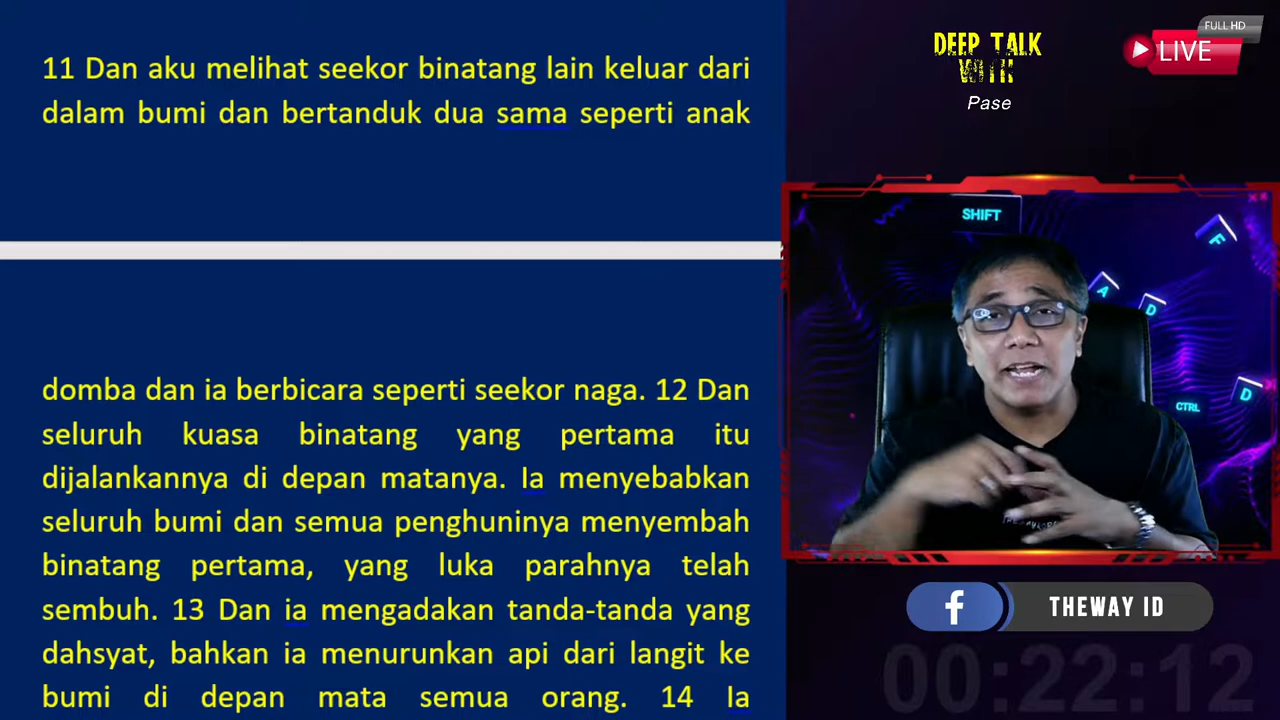 11 Dan aku melihat seekor binatang lain keluar dari
dalam bumi dan bertanduk dua sama seperti anak
domba dan ia berbicara seperti seekor naga. 12 Dan
seluruh kuasa binatang yang pertama itu
dijalankannya di depan matanya. Ia menyebabkan
seluruh bumi dan semua penghuninya menyembah
binatang pertama, yang luka parahnya telah
sembuh. 13 Dan ia mengadakan tanda-tanda yang
dahsyat, bahkan ia menurunkan api dari langit ke
bumi di depan mata semua orang. 14 Ia
DEEP TALK
WITH
Pase
FULL HD
LIVE
SHIFT
F
A
D
D
CTRL
f
THEWAY ID
00:22:12